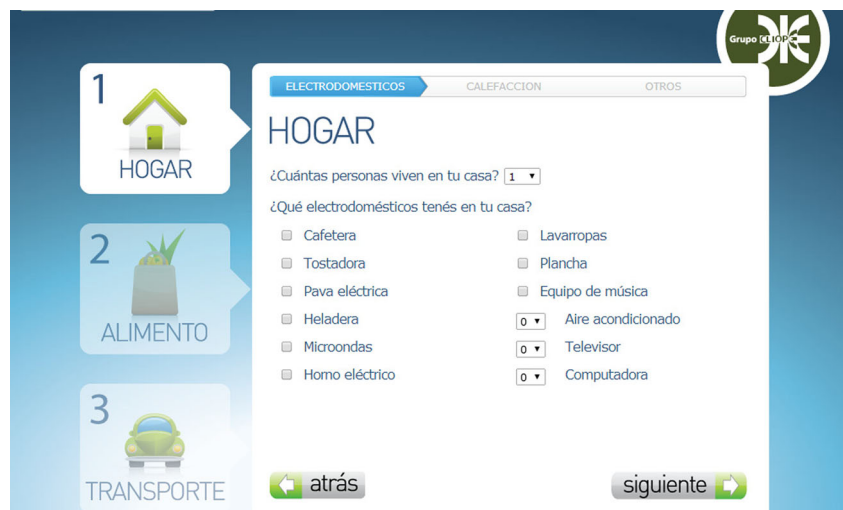 Grupo CLIOPE
1
HOGAR
2
ALIMENTO
3
TRANSPORTE
ELECTRODOMESTICOS CALEFACCION OTROS
HOGAR
¿Cuántas personas viven en tu casa? 1
¿Qué electrodomésticos tenés en tu casa?
Cafetera Lavarropas
Tostadora Plancha
Pava eléctrica Equipo de música
Heladera 0 Aire acondicionado
Microondas 0 Televisor
Horno eléctrico 0 Computadora
atrás siguiente